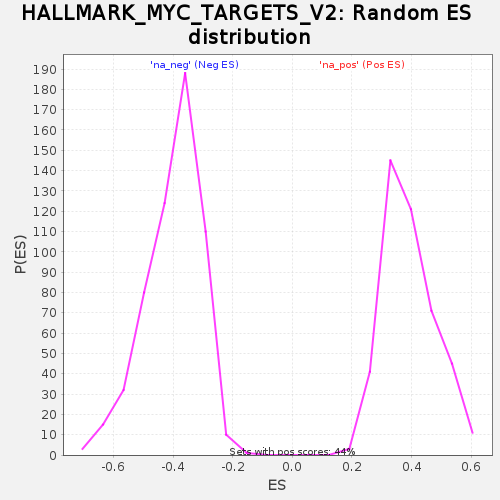 HALLMARK_MYC_TARGETS_V2: Random ES
distribution
'na_neg' (Neg ES)
'na_pos' (Pos ES)
P(ES)
190
180
170
160
150
140
130
120
110
100
90
80
70
60
50
40
30
20
10
0
Sets with pos scores: 44%
-0.6 -0.4 -0.2 0.0 0.2 0.4 0.6
ES